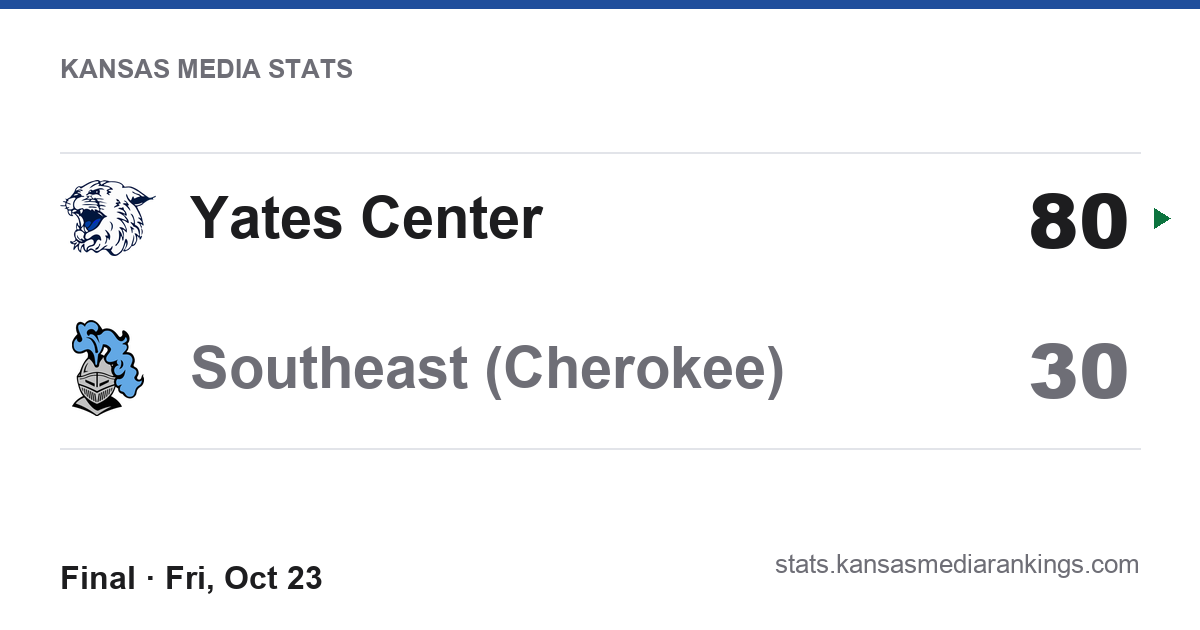 KANSAS MEDIA STATS
Yates Center 80
Southeast (Cherokee) 30
Final · Fri, Oct 23
stats.kansasmediarankings.com